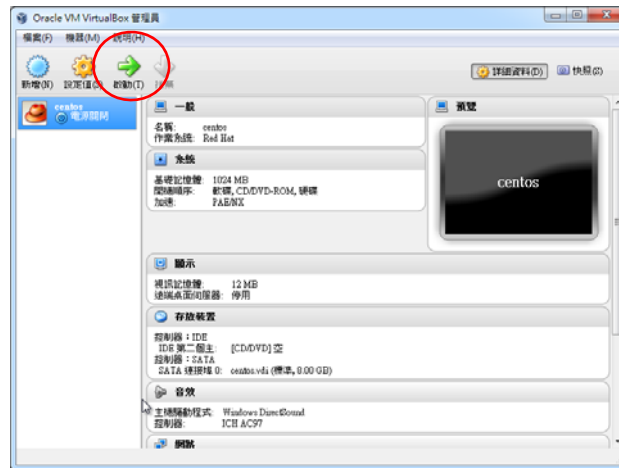 Oracle VM VirtualBox 管理員
檔案(F) 機器(M) 說明(H)
新增(N) 設定值(S) 啟動(T)
詳細資料(D) 快照(S)
centos
電源關閉
一般
名稱: centos
作業系統: Red Hat
系統
基礎記憶體: 1024 MB
開機順序: 軟碟, CD/DVD-ROM, 硬碟
加速: PAE/NX
預覽
centos
顯示
視訊記憶體: 12 MB
遠端桌面伺服器: 停用
存放裝置
控制器：IDE
IDE 第二個主: [CD/DVD] 空
控制器：SATA
SATA 連接埠 0: centos.vdi (標準, 8.00 GB)
音效
主機驅動程式: Windows DirectSound
控制器: ICH AC97
網路